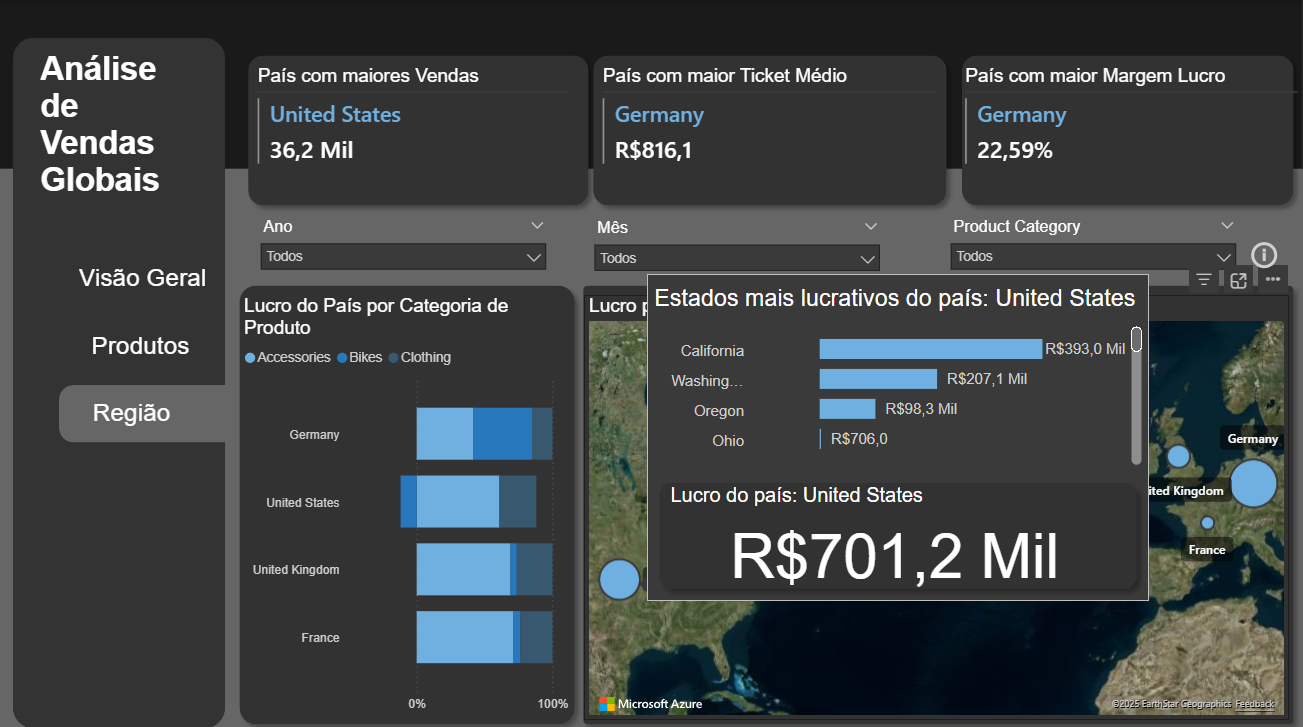 Análise
de
Vendas
Globais
Visão Geral
Produtos
Região
País com maiores Vendas
United States
36,2 Mil
País com maior Ticket Médio
Germany
R$816,1
País com maior Margem Lucro
Germany
22,59%
Ano
Todos
Mês
Todos
Product Category
Todos
Lucro do País por Categoria de
Produto
Accessories Bikes Clothing
Germany
United States
United Kingdom
France
0% 100%
Lucro p
Estados mais lucrativos do país: United States
California R$393,0 Mil
Washing... R$207,1 Mil
Oregon R$98,3 Mil
Ohio R$706,0
Lucro do país: United States
R$701,2 Mil
Germany
ited Kingdom
France
Microsoft Azure
©2025 EarthStar Geographics Feedback